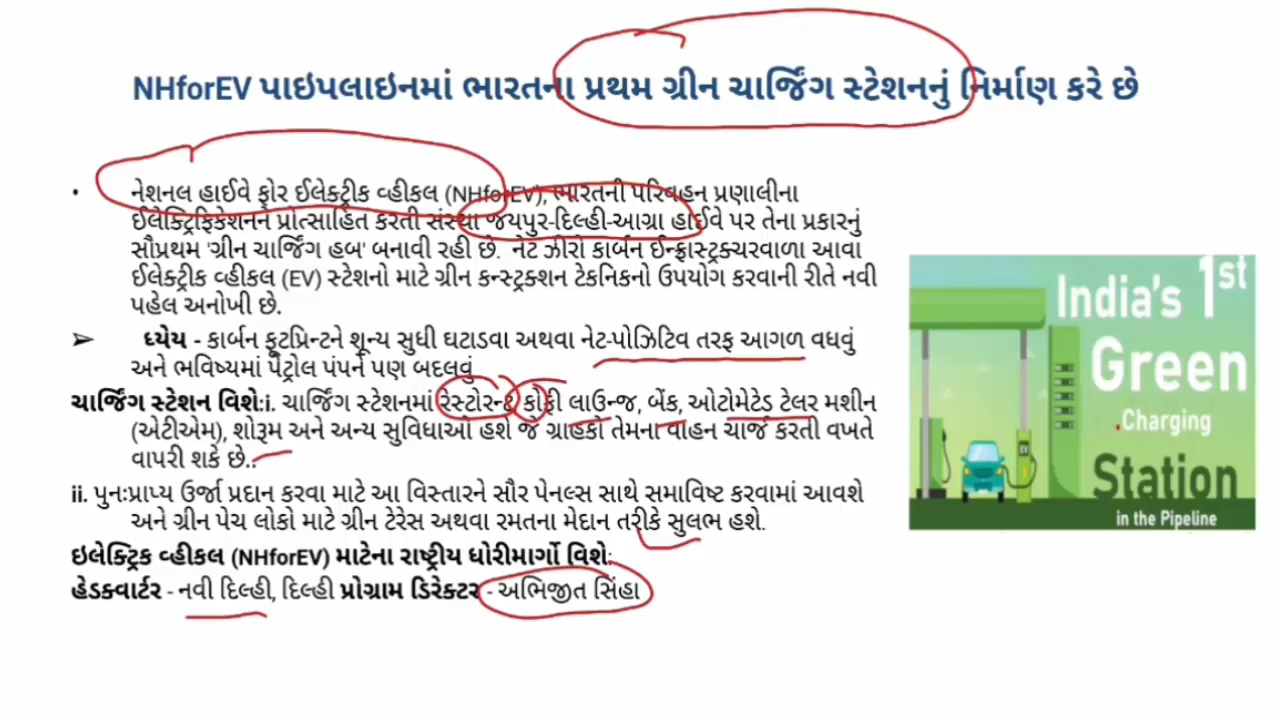 NHforEV પાઇપલાઇનમાં ભારતના પ્રથમ ગ્રીન ચાર્જિંગ સ્ટેશનનું નિર્માણ કરે છે
• નેશનલ હાઈવે ફોર ઈલેક્ટ્રીક વ્હીકલ (NHforEV), ભારતની પરિવહન પ્રણાલીના
ઈલેક્ટ્રિફિકેશનને પ્રોત્સાહિત કરતી સંસ્થા જયપુર-દિલ્હી-આગ્રા હાઈવે પર તેના પ્રકારનું
સૌપ્રથમ 'ગ્રીન ચાર્જિંગ હબ' બનાવી રહી છે. નેટ ઝીરો કાર્બન ઈન્ફ્રાસ્ટ્રક્ચરવાળા આવા
ઈલેક્ટ્રીક વ્હીકલ (EV) સ્ટેશનો માટે ગ્રીન કન્સ્ટ્રક્શન ટેકનિકનો ઉપયોગ કરવાની રીતે નવી
પહેલ અનોખી છે.
➢ ધ્યેય - કાર્બન ફૂટપ્રિન્ટને શૂન્ય સુધી ઘટાડવા અથવા નેટ-પોઝિટિવ તરફ આગળ વધવું
અને ભવિષ્યમાં પેટ્રોલ પંપને પણ બદલવું
ચાર્જિંગ સ્ટેશન વિશે:i. ચાર્જિંગ સ્ટેશનમાં રેસ્ટોરન્ટ કોફી લાઉન્જ, બેંક, ઓટોમેટેડ ટેલર મશીન
(એટીએમ), શોરૂમ અને અન્ય સુવિધાઓ હશે જે ગ્રાહકો તેમના વાહન ચાર્જ કરતી વખતે
વાપરી શકે છે..
ii. પુનઃપ્રાપ્ય ઉર્જા પ્રદાન કરવા માટે આ વિસ્તારને સૌર પેનલ્સ સાથે સમાવિષ્ટ કરવામાં આવશે
અને ગ્રીન પેચ લોકો માટે ગ્રીન ટેરેસ અથવા રમતના મેદાન તરીકે સુલભ હશે.
ઇલેક્ટ્રિક વ્હીકલ (NHforEV) માટેના રાષ્ટ્રીય ધોરીમાર્ગો વિશે:
હેડક્વાર્ટર - નવી દિલ્હી, દિલ્હી પ્રોગ્રામ ડિરેક્ટર - અભિજીત સિંહા
India's 1st
Green
Charging
Station
in the Pipeline